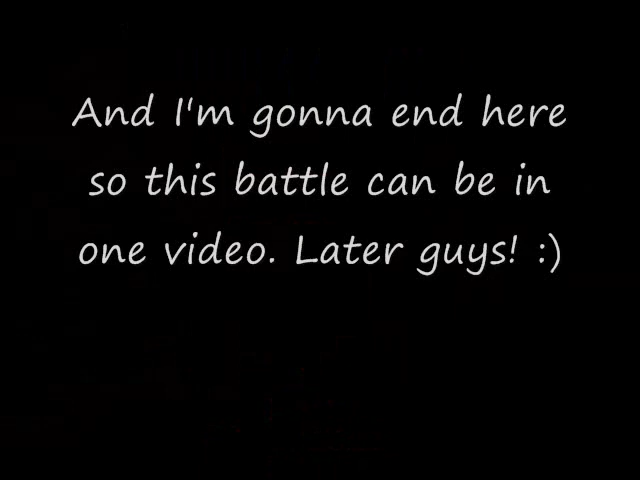 And I'm gonna end here
so this battle can be in
one video. Later guys! :)